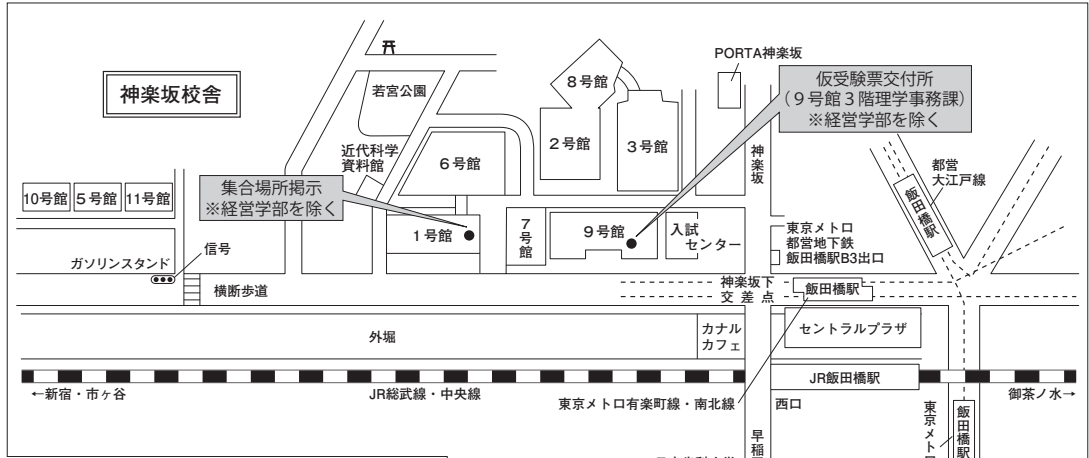 神楽坂校舎
若宮公園
近代科学
資料館
6号館
8号館
2号館
3号館
PORTA神楽坂
仮受験票交付所
(9号館3階理学事務課)
※経営学部を除く
神楽坂
都営
大江戸線
飯田橋駅
10号館
5号館
11号館
集合場所掲示
※経営学部を除く
1号館
7号館
9号館
入試
センター
東京メトロ
都営地下鉄
飯田橋駅B3出口
ガソリンスタンド
信号
横断歩道
神楽坂下
交差点
飯田橋駅
外堀
カナル
カフェ
セントラルプラザ
JR飯田橋駅
←新宿・市ヶ谷
JR総武線・中央線
東京メトロ有楽町線・南北線
西口
御茶ノ水→
飯田橋駅
東京メト
早稲